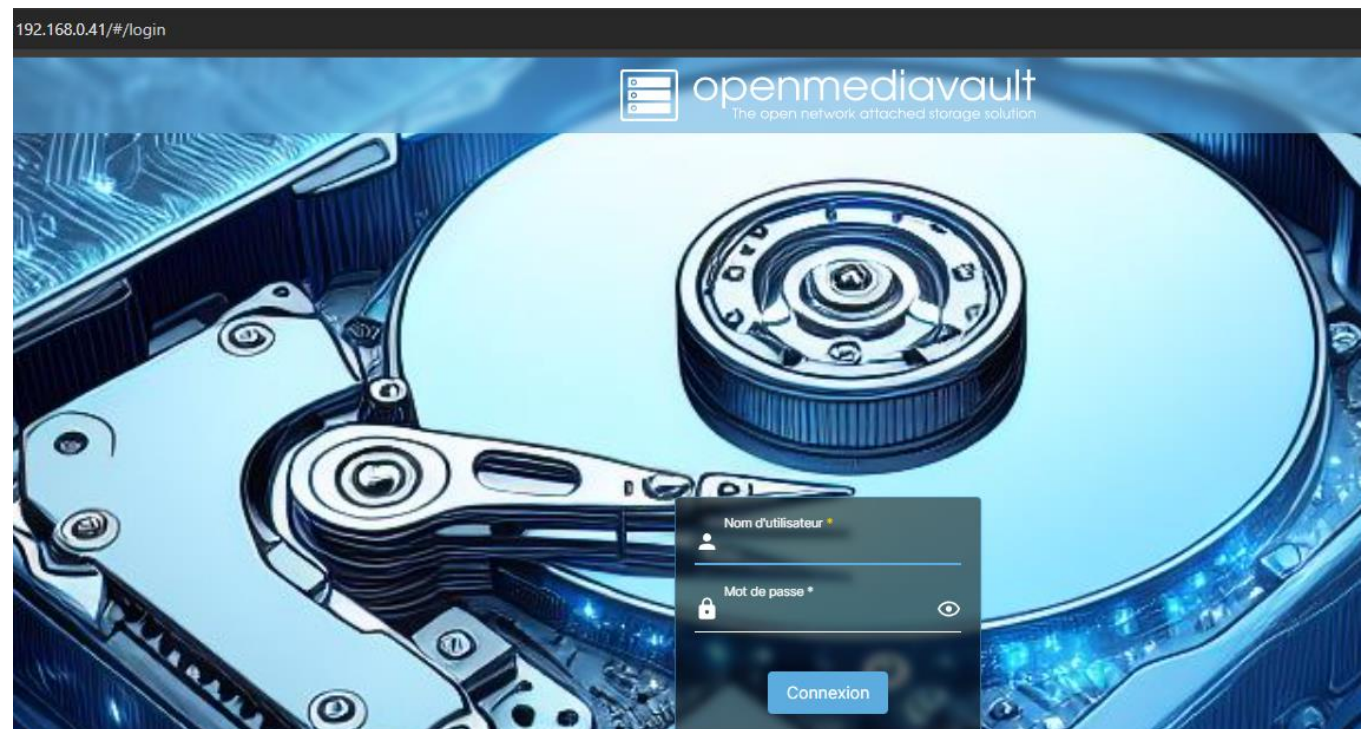 192.168.0.41/#/login
openmediavault
The open network attached storage solution
Nom d'utilisateur *
Mot de passe *
Connexion